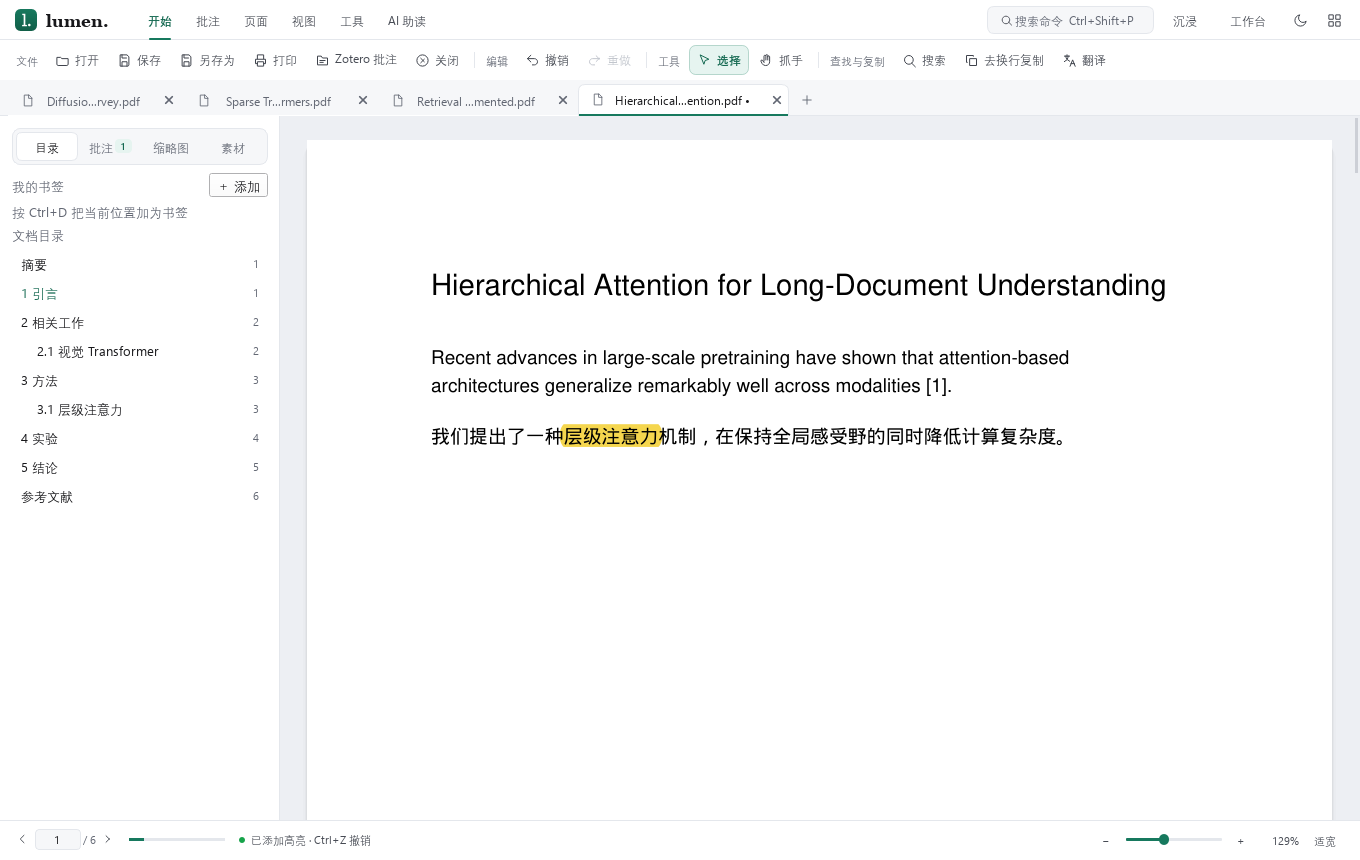 l. lumen. 开始 批注 页面 视图 工具 AI 助读 搜索命令 Ctrl+Shift+P 沉浸 工作台
文件 打开 保存 另存为 打印 Zotero 批注 关闭 编辑 撤销 重做 工具 选择 抓手 查找与复制 搜索 去换行复制 翻译
Diffusio...rvey.pdf Sparse Tr...rmers.pdf Retrieval ...mented.pdf Hierarchical...ention.pdf •
目录 批注 1 缩略图 素材
我的书签 + 添加
按 Ctrl+D 把当前位置加为书签
文档目录
摘要 1
1 引言 1
2 相关工作 2
2.1 视觉 Transformer 2
3 方法 3
3.1 层级注意力 3
4 实验 4
5 结论 5
参考文献 6
Hierarchical Attention for Long-Document Understanding
Recent advances in large-scale pretraining have shown that attention-based
architectures generalize remarkably well across modalities [1].
我们提出了一种层级注意力机制，在保持全局感受野的同时降低计算复杂度。
1 / 6 已添加高亮 · Ctrl+Z 撤销 − + 129% 适宽